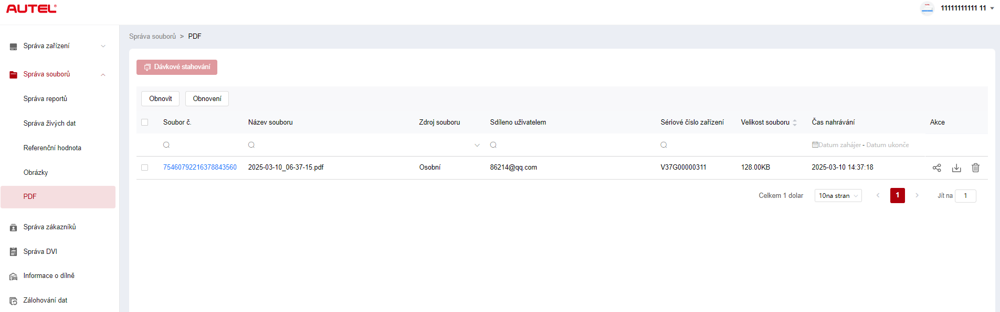 AUTEL®
11111111111 11
Správa zařízení
Správa souborů
Správa reportů
Správa živých dat
Referenční hodnota
Obrázky
PDF
Správa zákazníků
Správa DVI
Informace o dílně
Zálohování dat
Správa souborů > PDF
Dávkové stahování
Obnovit Obnovení
Soubor č. Název souboru Zdroj souboru Sdíleno uživatelem Sériové číslo zařízení Velikost souboru Čas nahrávání Akce
Datum zahájer - Datum ukonče
75460792216378843560 2025-03-10_06-37-15.pdf Osobní 86214@qq.com V37G00000311 128.00KB 2025-03-10 14:37:18
Celkem 1 dolar 10na stran 1 Jít na 1